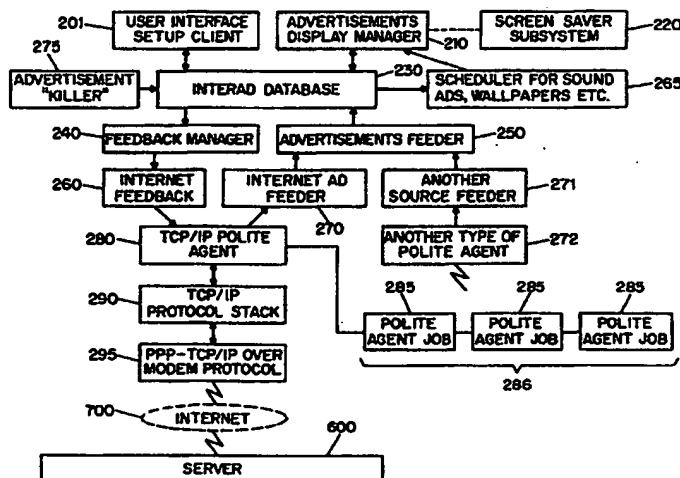 201
USER INTERFACE
SETUP CLIENT
ADVERTISEMENTS
DISPLAY MANAGER
210
SCREEN SAVER
SUBSYSTEM
220
275
ADVERTISEMENT
"KILLER"
INTERAD DATABASE
230
SCHEDULER FOR SOUND
ADS, WALLPAPERS ETC.
265
240
FEEDBACK MANAGER
ADVERTISEMENTS FEEDER
250
260
INTERNET
FEEDBACK
INTERNET AD
FEEDER
270
ANOTHER
SOURCE FEEDER
271
280
TCP/IP POLITE
AGENT
ANOTHER TYPE OF
POLITE AGENT
272
290
TCP/IP
PROTOCOL STACK
285
285
285
POLITE
AGENT JOB
POLITE
AGENT JOB
POLITE
AGENT JOB
286
295
PPP-TCP/IP OVER
MODEM PROTOCOL
700
INTERNET
600
SERVER